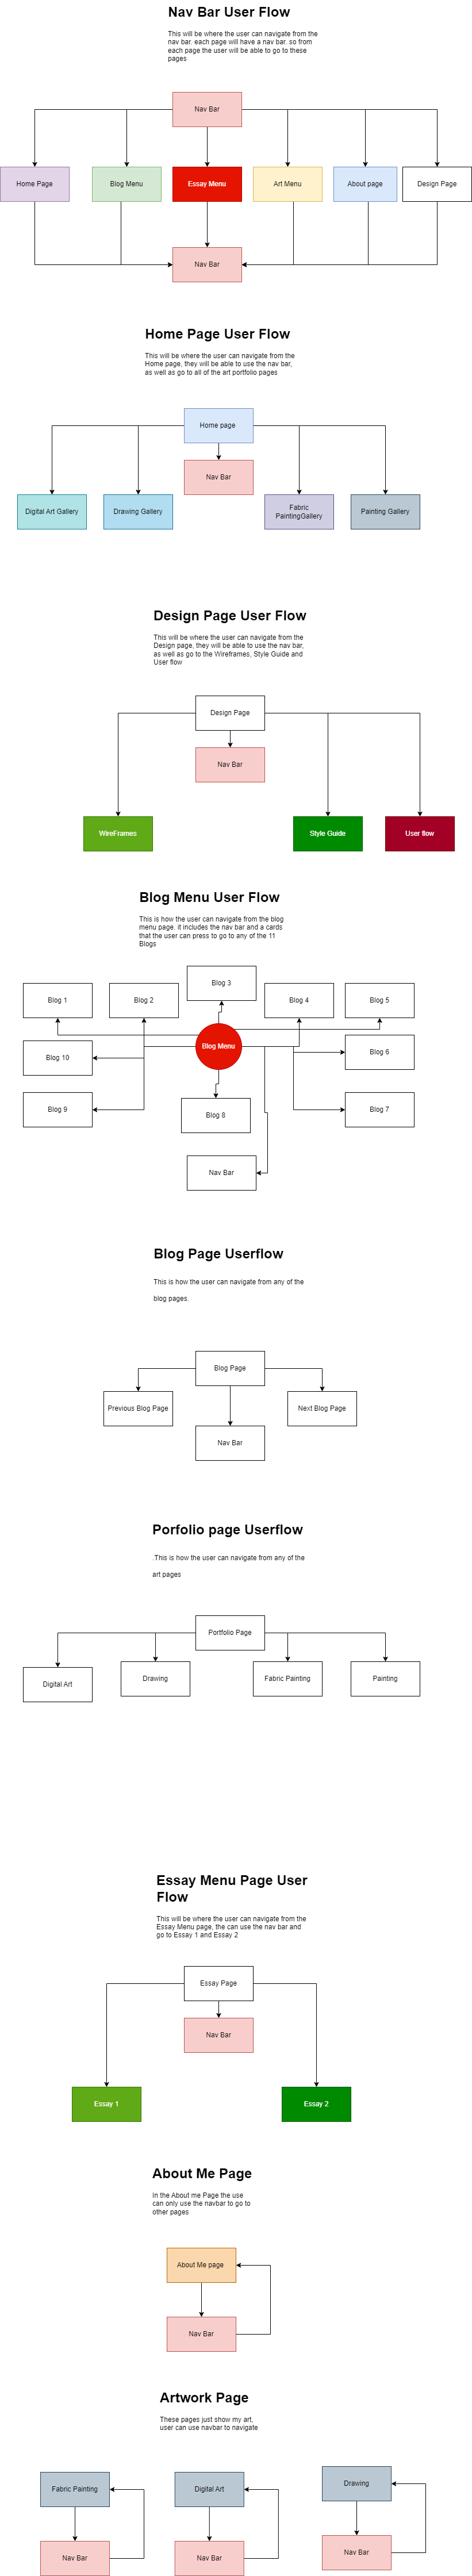 Nav Bar User Flow
This will be where the user can navigate from the
nav bar. each page will have a nav bar. so from
each page the user will be able to go to these
pages
Nav Bar
Home Page
Blog Menu
Essay Menu
Art Menu
About page
Design Page
Nav Bar
Home Page User Flow
This will be where the user can navigate from the
Home page, they will be able to use the nav bar,
as well as go to all of the art portfolio pages
Home page
Nav Bar
Digital Art Gallery
Drawing Gallery
Fabric
PaintingGallery
Painting Gallery
Design Page User Flow
This will be where the user can navigate from the
Design page, they will be able to use the nav bar,
as well as go to the Wireframes, Style Guide and
User flow
Design Page
Nav Bar
WireFrames
Style Guide
User flow
Blog Menu User Flow
This is how the user can navigate from the blog
menu page. it includes the nav bar and a cards
that the user can press to go to any of the 11
Blogs
Blog 3
Blog 1
Blog 2
Blog 4
Blog 5
Blog Menu
Blog 10
Blog 6
Blog 9
Blog 8
Blog 7
Nav Bar
Blog Page Userflow
This is how the user can navigate from any of the
blog pages.
Blog Page
Previous Blog Page
Next Blog Page
Nav Bar
Porfolio page Userflow
.This is how the user can navigate from any of the
art pages
Portfolio Page
Digital Art
Drawing
Fabric Painting
Painting
Essay Menu Page User
Flow
This will be where the user can navigate from the
Essay Menu page, the can use the nav bar and
go to Essay 1 and Essay 2
Essay Page
Nav Bar
Essay 1
Essay 2
About Me Page
In the About me Page the use
can only use the navbar to go to
other pages
About Me page
Nav Bar
Artwork Page
These pages just show my art,
user can use navbar to navigate
Fabric Painting
Digital Art
Drawing
Nav Bar
Nav Bar
Nav Bar